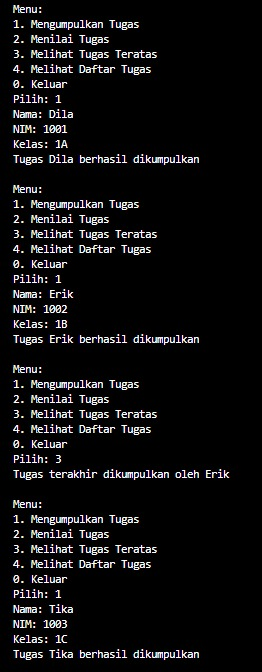 Menu:
1. Mengumpulkan Tugas
2. Menilai Tugas
3. Melihat Tugas Teratas
4. Melihat Daftar Tugas
0. Keluar
Pilih: 1
Nama: Dila
NIM: 1001
Kelas: 1A
Tugas Dila berhasil dikumpulkan
Menu:
1. Mengumpulkan Tugas
2. Menilai Tugas
3. Melihat Tugas Teratas
4. Melihat Daftar Tugas
0. Keluar
Pilih: 1
Nama: Erik
NIM: 1002
Kelas: 1B
Tugas Erik berhasil dikumpulkan
Menu:
1. Mengumpulkan Tugas
2. Menilai Tugas
3. Melihat Tugas Teratas
4. Melihat Daftar Tugas
0. Keluar
Pilih: 3
Tugas terakhir dikumpulkan oleh Erik
Menu:
1. Mengumpulkan Tugas
2. Menilai Tugas
3. Melihat Tugas Teratas
4. Melihat Daftar Tugas
0. Keluar
Pilih: 1
Nama: Tika
NIM: 1003
Kelas: 1C
Tugas Tika berhasil dikumpulkan